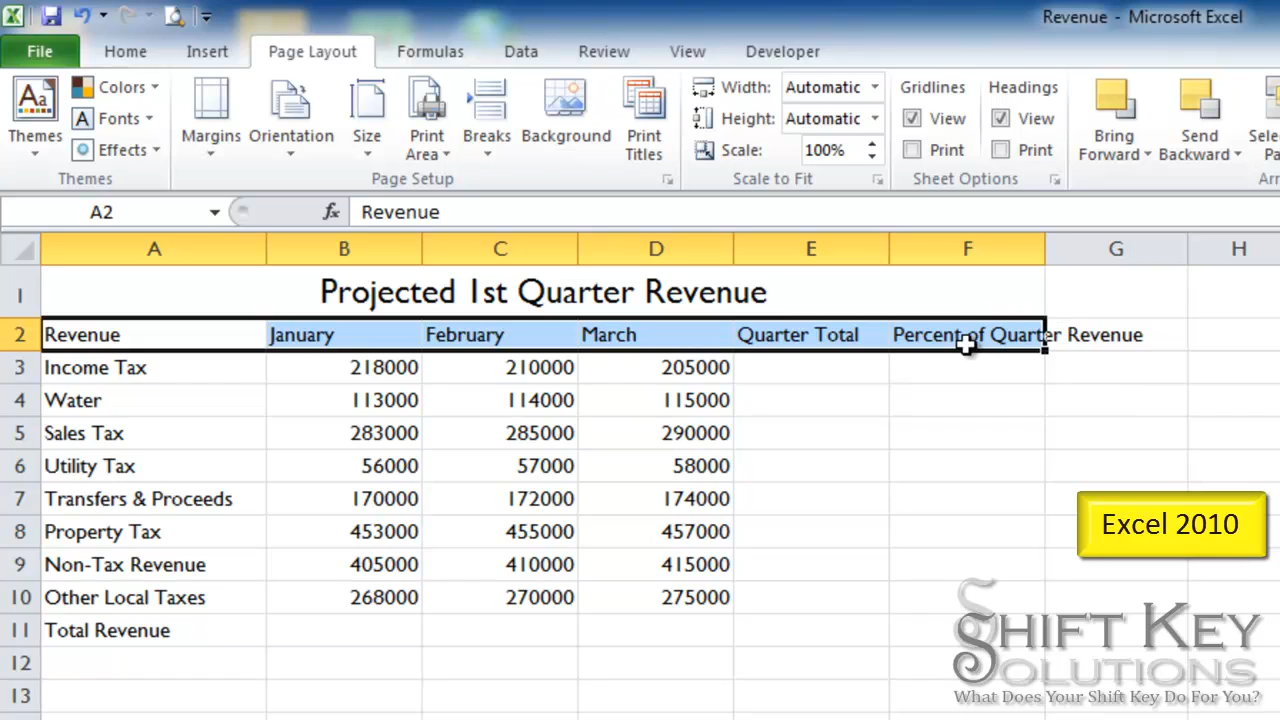 Revenue - Microsoft Excel
File Home Insert Page Layout Formulas Data Review View Developer
Themes
Colors
Fonts
Effects
Themes
Margins
Orientation
Size
Print Area
Breaks
Background
Print Titles
Page Setup
Width: Automatic
Height: Automatic
Scale: 100%
Scale to Fit
Gridlines
View
Print
Headings
View
Print
Sheet Options
Bring Forward
Send Backward
A2 fx Revenue
A B C D E F G H
1 Projected 1st Quarter Revenue
2 Revenue January February March Quarter Total Percent of Quarter Revenue
3 Income Tax 218000 210000 205000
4 Water 113000 114000 115000
5 Sales Tax 283000 285000 290000
6 Utility Tax 56000 57000 58000
7 Transfers & Proceeds 170000 172000 174000
8 Property Tax 453000 455000 457000
9 Non-Tax Revenue 405000 410000 415000
10 Other Local Taxes 268000 270000 275000
11 Total Revenue
12
13
Excel 2010
Shift Key
Solutions
What Does Your Shift Key Do For You?